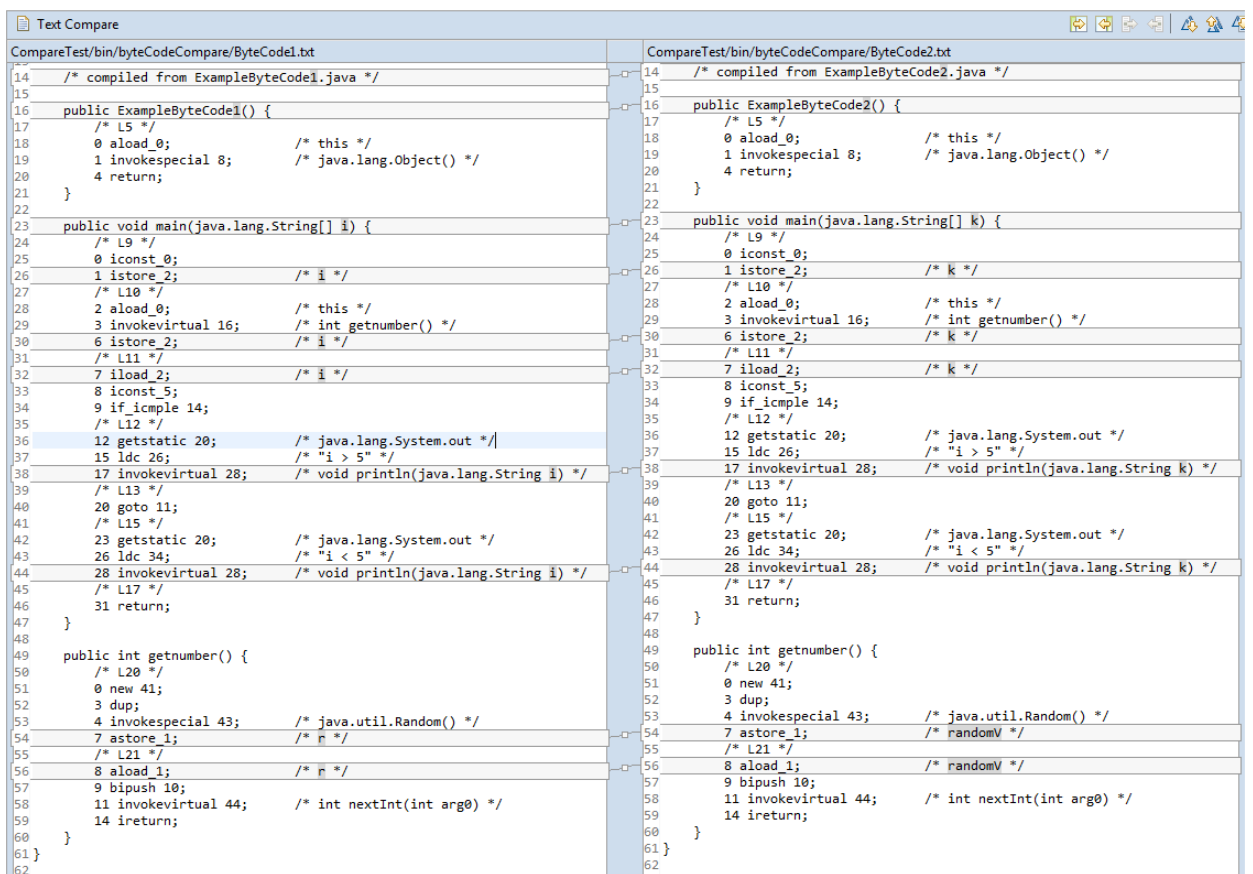 Text Compare
CompareTest/bin/byteCodeCompare/ByteCode1.txt
14 /* compiled from ExampleByteCode1.java */
15
16 public ExampleByteCode1() {
17 /* L5 */
18 0 aload_0; /* this */
19 1 invokespecial 8; /* java.lang.Object() */
20 4 return;
21 }
22
23 public void main(java.lang.String[] i) {
24 /* L9 */
25 0 iconst_0;
26 1 istore_2; /* i */
27 /* L10 */
28 2 aload_0; /* this */
29 3 invokevirtual 16; /* int getnumber() */
30 6 istore_2; /* i */
31 /* L11 */
32 7 iload_2; /* i */
33 8 iconst_5;
34 9 if_icmple 14;
35 /* L12 */
36 12 getstatic 20; /* java.lang.System.out */
37 15 ldc 26; /* "i > 5" */
38 17 invokevirtual 28; /* void println(java.lang.String i) */
39 /* L13 */
40 20 goto 11;
41 /* L15 */
42 23 getstatic 20; /* java.lang.System.out */
43 26 ldc 34; /* "i < 5" */
44 28 invokevirtual 28; /* void println(java.lang.String i) */
45 /* L17 */
46 31 return;
47 }
48
49 public int getnumber() {
50 /* L20 */
51 0 new 41;
52 3 dup;
53 4 invokespecial 43; /* java.util.Random() */
54 7 astore_1; /* r */
55 /* L21 */
56 8 aload_1; /* r */
57 9 bipush 10;
58 11 invokevirtual 44; /* int nextInt(int arg0) */
59 14 ireturn;
60 }
61 }
62
CompareTest/bin/byteCodeCompare/ByteCode2.txt
14 /* compiled from ExampleByteCode2.java */
15
16 public ExampleByteCode2() {
17 /* L5 */
18 0 aload_0; /* this */
19 1 invokespecial 8; /* java.lang.Object() */
20 4 return;
21 }
22
23 public void main(java.lang.String[] k) {
24 /* L9 */
25 0 iconst_0;
26 1 istore_2; /* k */
27 /* L10 */
28 2 aload_0; /* this */
29 3 invokevirtual 16; /* int getnumber() */
30 6 istore_2; /* k */
31 /* L11 */
32 7 iload_2; /* k */
33 8 iconst_5;
34 9 if_icmple 14;
35 /* L12 */
36 12 getstatic 20; /* java.lang.System.out */
37 15 ldc 26; /* "i > 5" */
38 17 invokevirtual 28; /* void println(java.lang.String k) */
39 /* L13 */
40 20 goto 11;
41 /* L15 */
42 23 getstatic 20; /* java.lang.System.out */
43 26 ldc 34; /* "i < 5" */
44 28 invokevirtual 28; /* void println(java.lang.String k) */
45 /* L17 */
46 31 return;
47 }
48
49 public int getnumber() {
50 /* L20 */
51 0 new 41;
52 3 dup;
53 4 invokespecial 43; /* java.util.Random() */
54 7 astore_1; /* randomV */
55 /* L21 */
56 8 aload_1; /* randomV */
57 9 bipush 10;
58 11 invokevirtual 44; /* int nextInt(int arg0) */
59 14 ireturn;
60 }
61 }
62